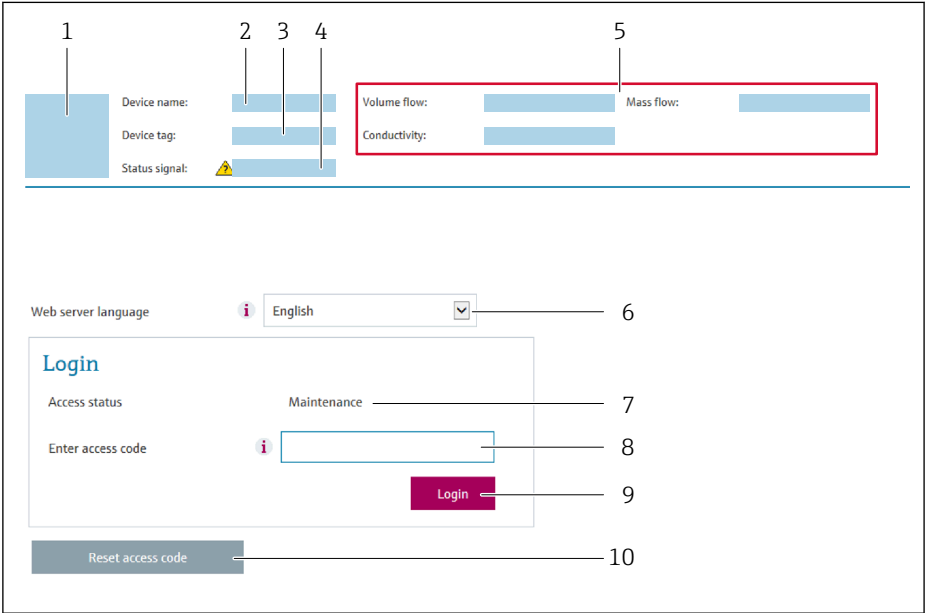 1 2 3 4 5
Device name: Volume flow: Mass flow:
Device tag: Conductivity:
Status signal: ?
Web server language i English 6
Login
Access status Maintenance 7
Enter access code i 8
Login 9
Reset access code 10